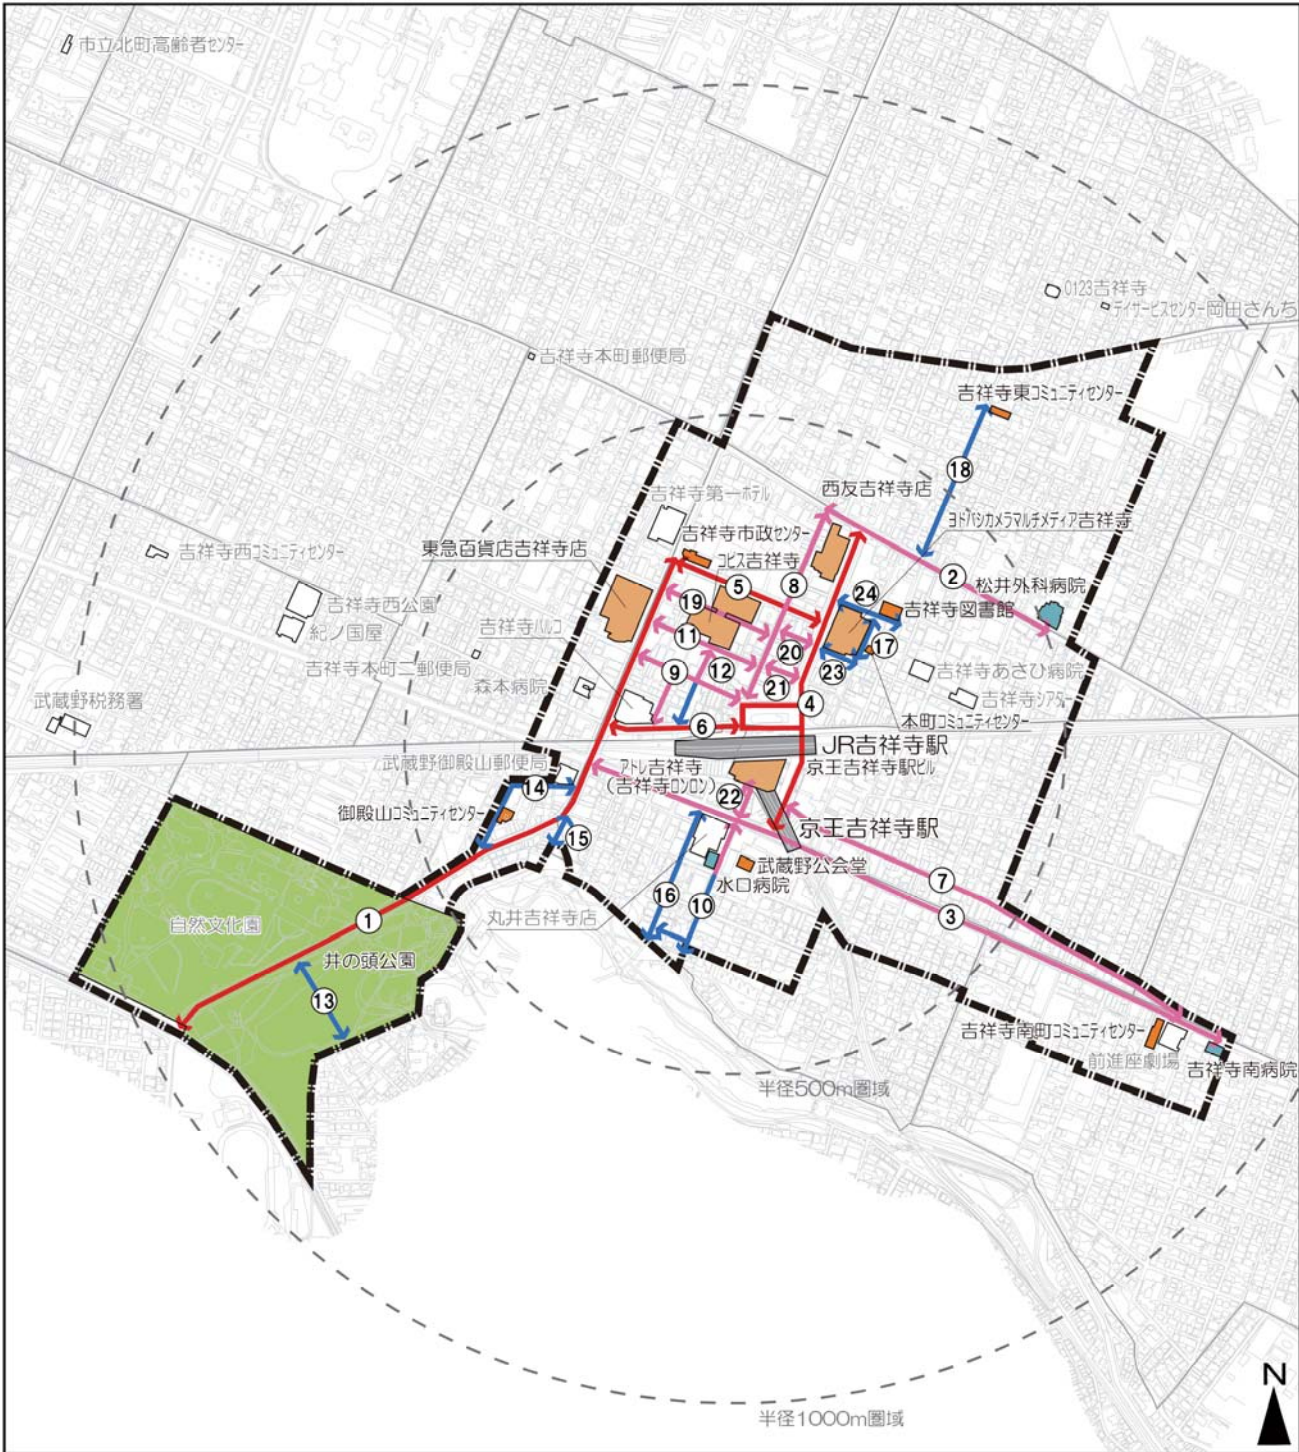 市立北町高齢者センター
0123吉祥寺
デイサービスセンター岡田さんち
吉祥寺本町郵便局
吉祥寺東コミュニティセンター
⑱
西友吉祥寺店
吉祥寺第一ホテル
ヨドバシカメラマルチメディア吉祥寺
吉祥寺市政センター
東急百貨店吉祥寺店
吉祥寺西コミュニティセンター
コピス吉祥寺
⑤
⑧
②
松井外科病院
㉔
吉祥寺図書館
⑲
吉祥寺西公園
紀ノ国屋
吉祥寺パルコ
⑪
⑳
⑰
吉祥寺本町二郵便局
⑨
⑫
㉓
吉祥寺あさひ病院
森本病院
㉑
吉祥寺シアター
武蔵野税務署
④
本町コミュニティセンター
⑥
JR吉祥寺駅
武蔵野御殿山郵便局
アトレ吉祥寺
(吉祥寺ロンロン)
京王吉祥寺駅ビル
⑭
㉒
御殿山コミュニティセンター
⑮
京王吉祥寺駅
武蔵野公会堂
水口病院
⑦
⑯
⑩
③
丸井吉祥寺店
①
自然文化園
井の頭公園
⑬
吉祥寺南町コミュニティセンター
前進座劇場
吉祥寺南病院
半径500m圏域
半径1000m圏域
N